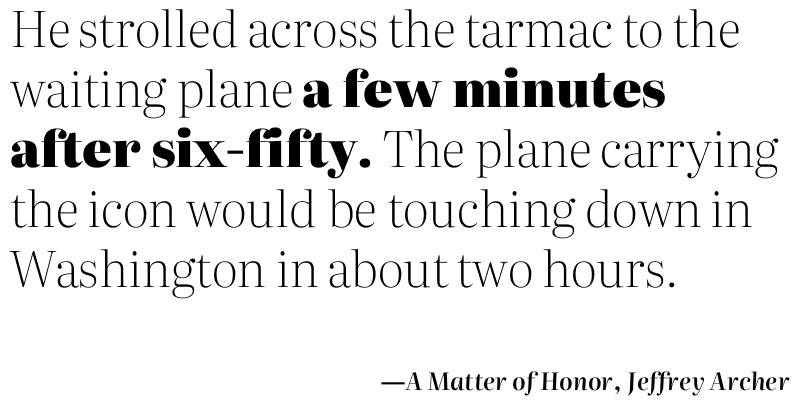 He strolled across the tarmac to the
waiting plane a few minutes
after six-fifty. The plane carrying
the icon would be touching down in
Washington in about two hours.
—A Matter of Honor, Jeffrey Archer